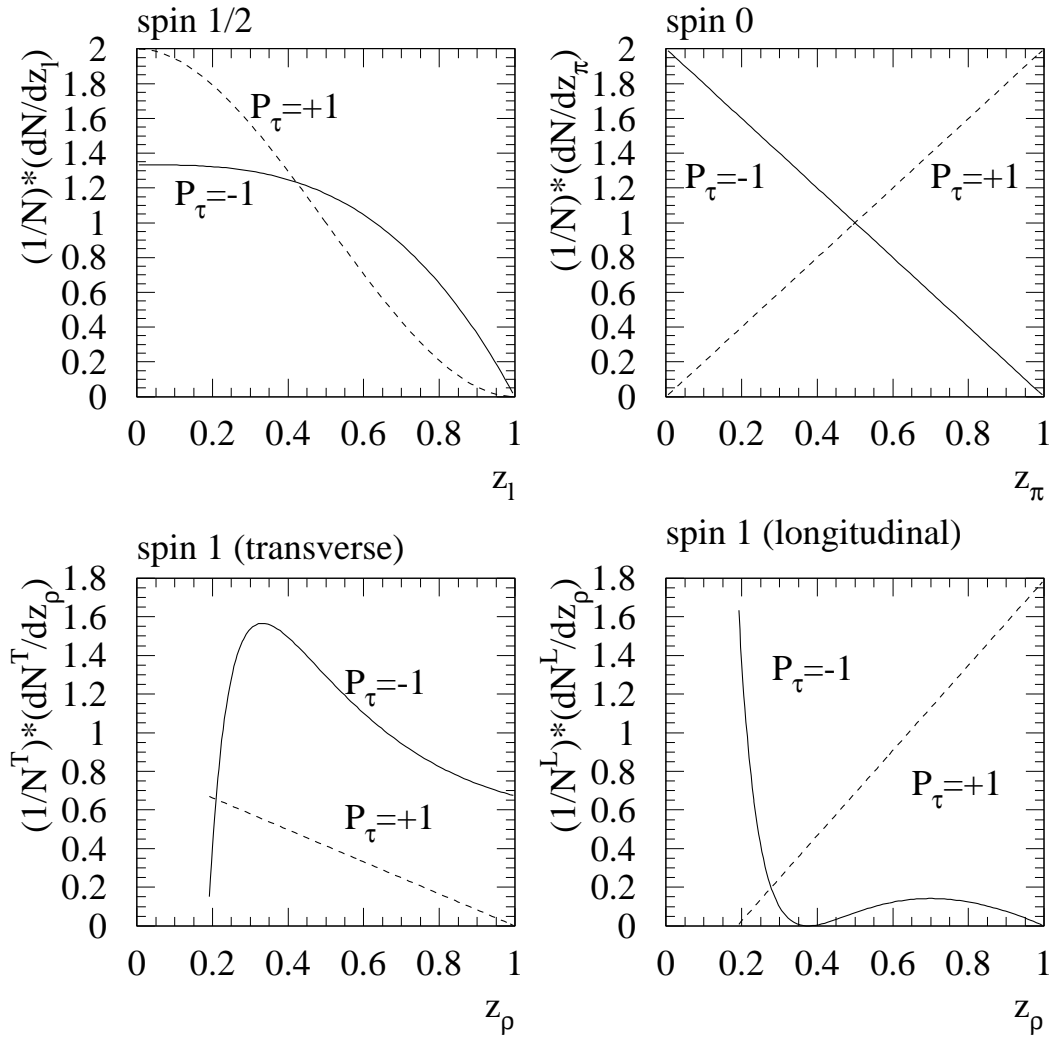 spin 1/2
(1/N)*(dN/dz_l)
2
1.8
1.6
1.4
1.2
1
0.8
0.6
0.4
0.2
0
P_τ=+1
P_τ=-1
0 0.2 0.4 0.6 0.8 1
z_l
spin 0
(1/N)*(dN/dz_π)
2
1.8
1.6
1.4
1.2
1
0.8
0.6
0.4
0.2
0
P_τ=-1
P_τ=+1
0 0.2 0.4 0.6 0.8 1
z_π
spin 1 (transverse)
(1/N^T)*(dN^T/dz_ρ)
1.8
1.6
1.4
1.2
1
0.8
0.6
0.4
0.2
0
P_τ=-1
P_τ=+1
0 0.2 0.4 0.6 0.8 1
z_ρ
spin 1 (longitudinal)
(1/N^L)*(dN^L/dz_ρ)
1.8
1.6
1.4
1.2
1
0.8
0.6
0.4
0.2
0
P_τ=-1
P_τ=+1
0 0.2 0.4 0.6 0.8 1
z_ρ